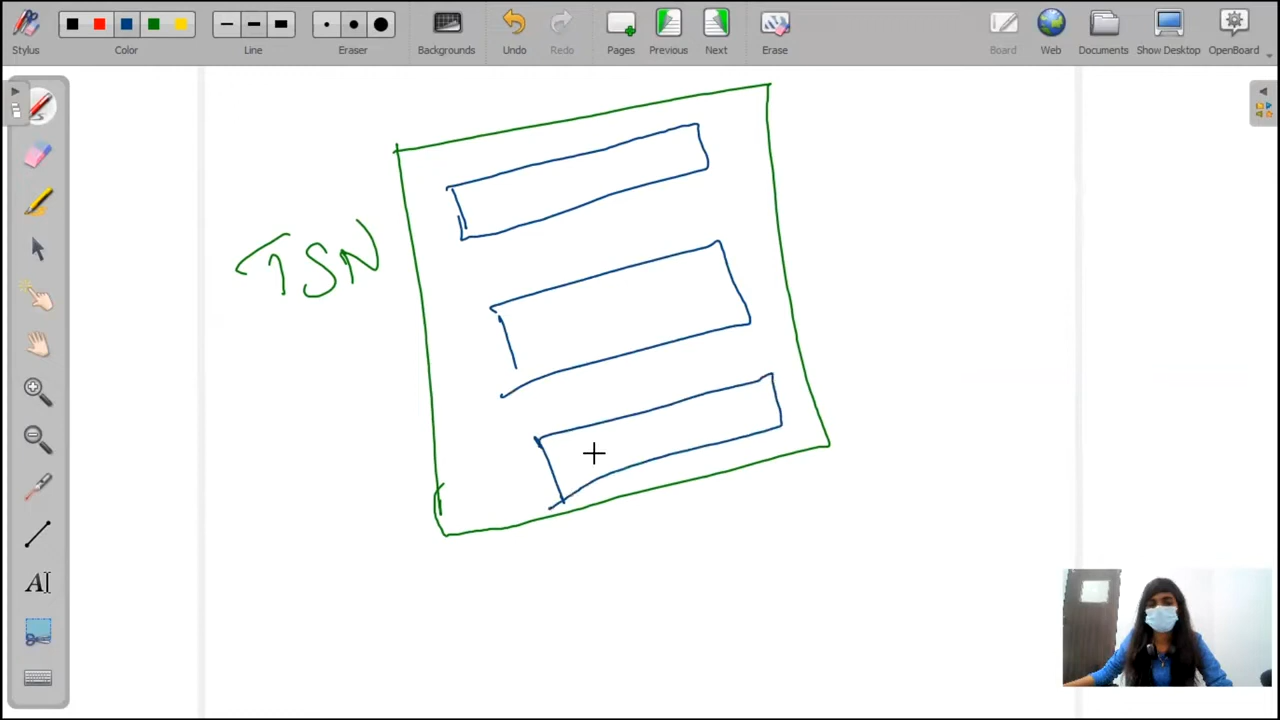 Stylus
Color
Line
Eraser
Backgrounds
Undo
Redo
Pages
Previous
Next
Erase
Board
Web
Documents
Show Desktop
OpenBoard
TSN
A